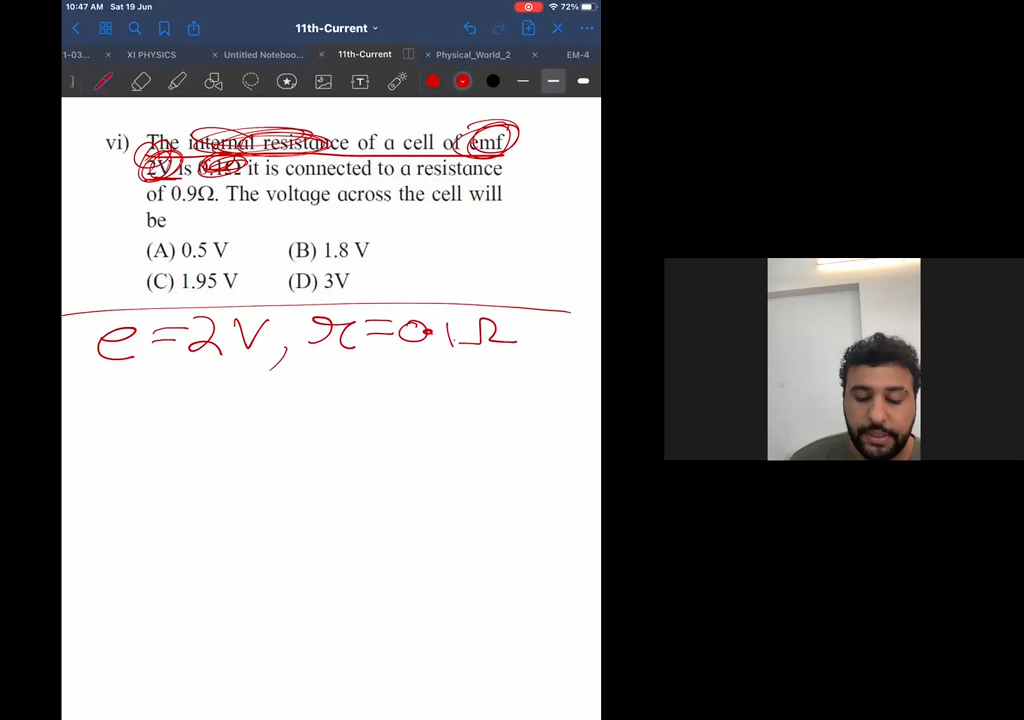 10:47 AM Sat 19 Jun 72%
11th-Current
1-03... XI PHYSICS Untitled Noteboo... 11th-Current Physical_World_2 EM-4
vi) The internal resistance of a cell of emf
2V is 0.1Ω it is connected to a resistance
of 0.9Ω. The voltage across the cell will
be
(A) 0.5 V (B) 1.8 V
(C) 1.95 V (D) 3V
e = 2V, r = 0.1Ω